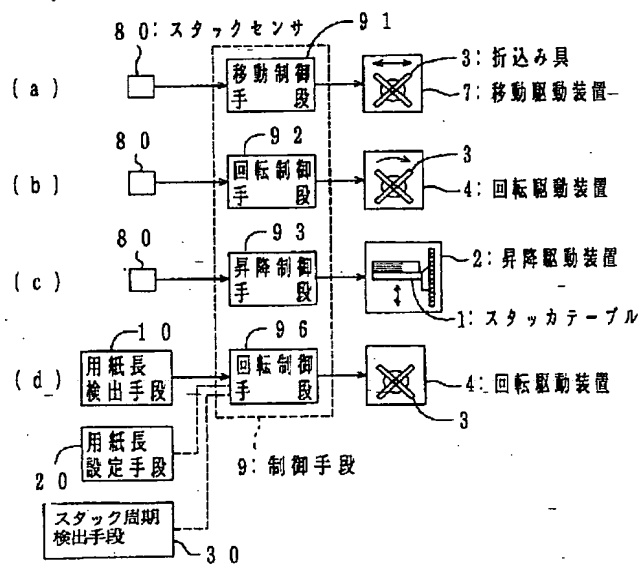 80:スタックセンサ
91
(a)
移動制御
手　　段
3:折込み具
7:移動駆動装置
80
92
(b)
回転制御
手　　段
3
4:回転駆動装置
80
93
(c)
昇降制御
手　　段
2:昇降駆動装置
1:スタッカテーブル
10
96
(d)
用紙長
検出手段
回転制御
手　　段
4:回転駆動装置
3
用紙長
設定手段
20
9:制御手段
スタック周期
検出手段
30